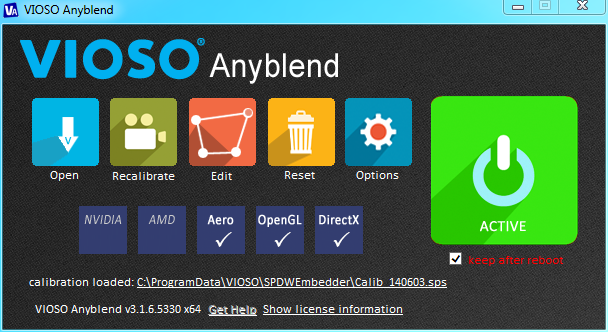 VA VIOSO Anyblend
VIOSO® Anyblend
V
Open Recalibrate Edit Reset Options
ACTIVE
NVIDIA AMD Aero OpenGL DirectX
keep after reboot
calibration loaded: C:\ProgramData\VIOSO\SPDWEmbedder\Calib_140603.sps
VIOSO Anyblend v3.1.6.5330 x64 Get Help Show license information